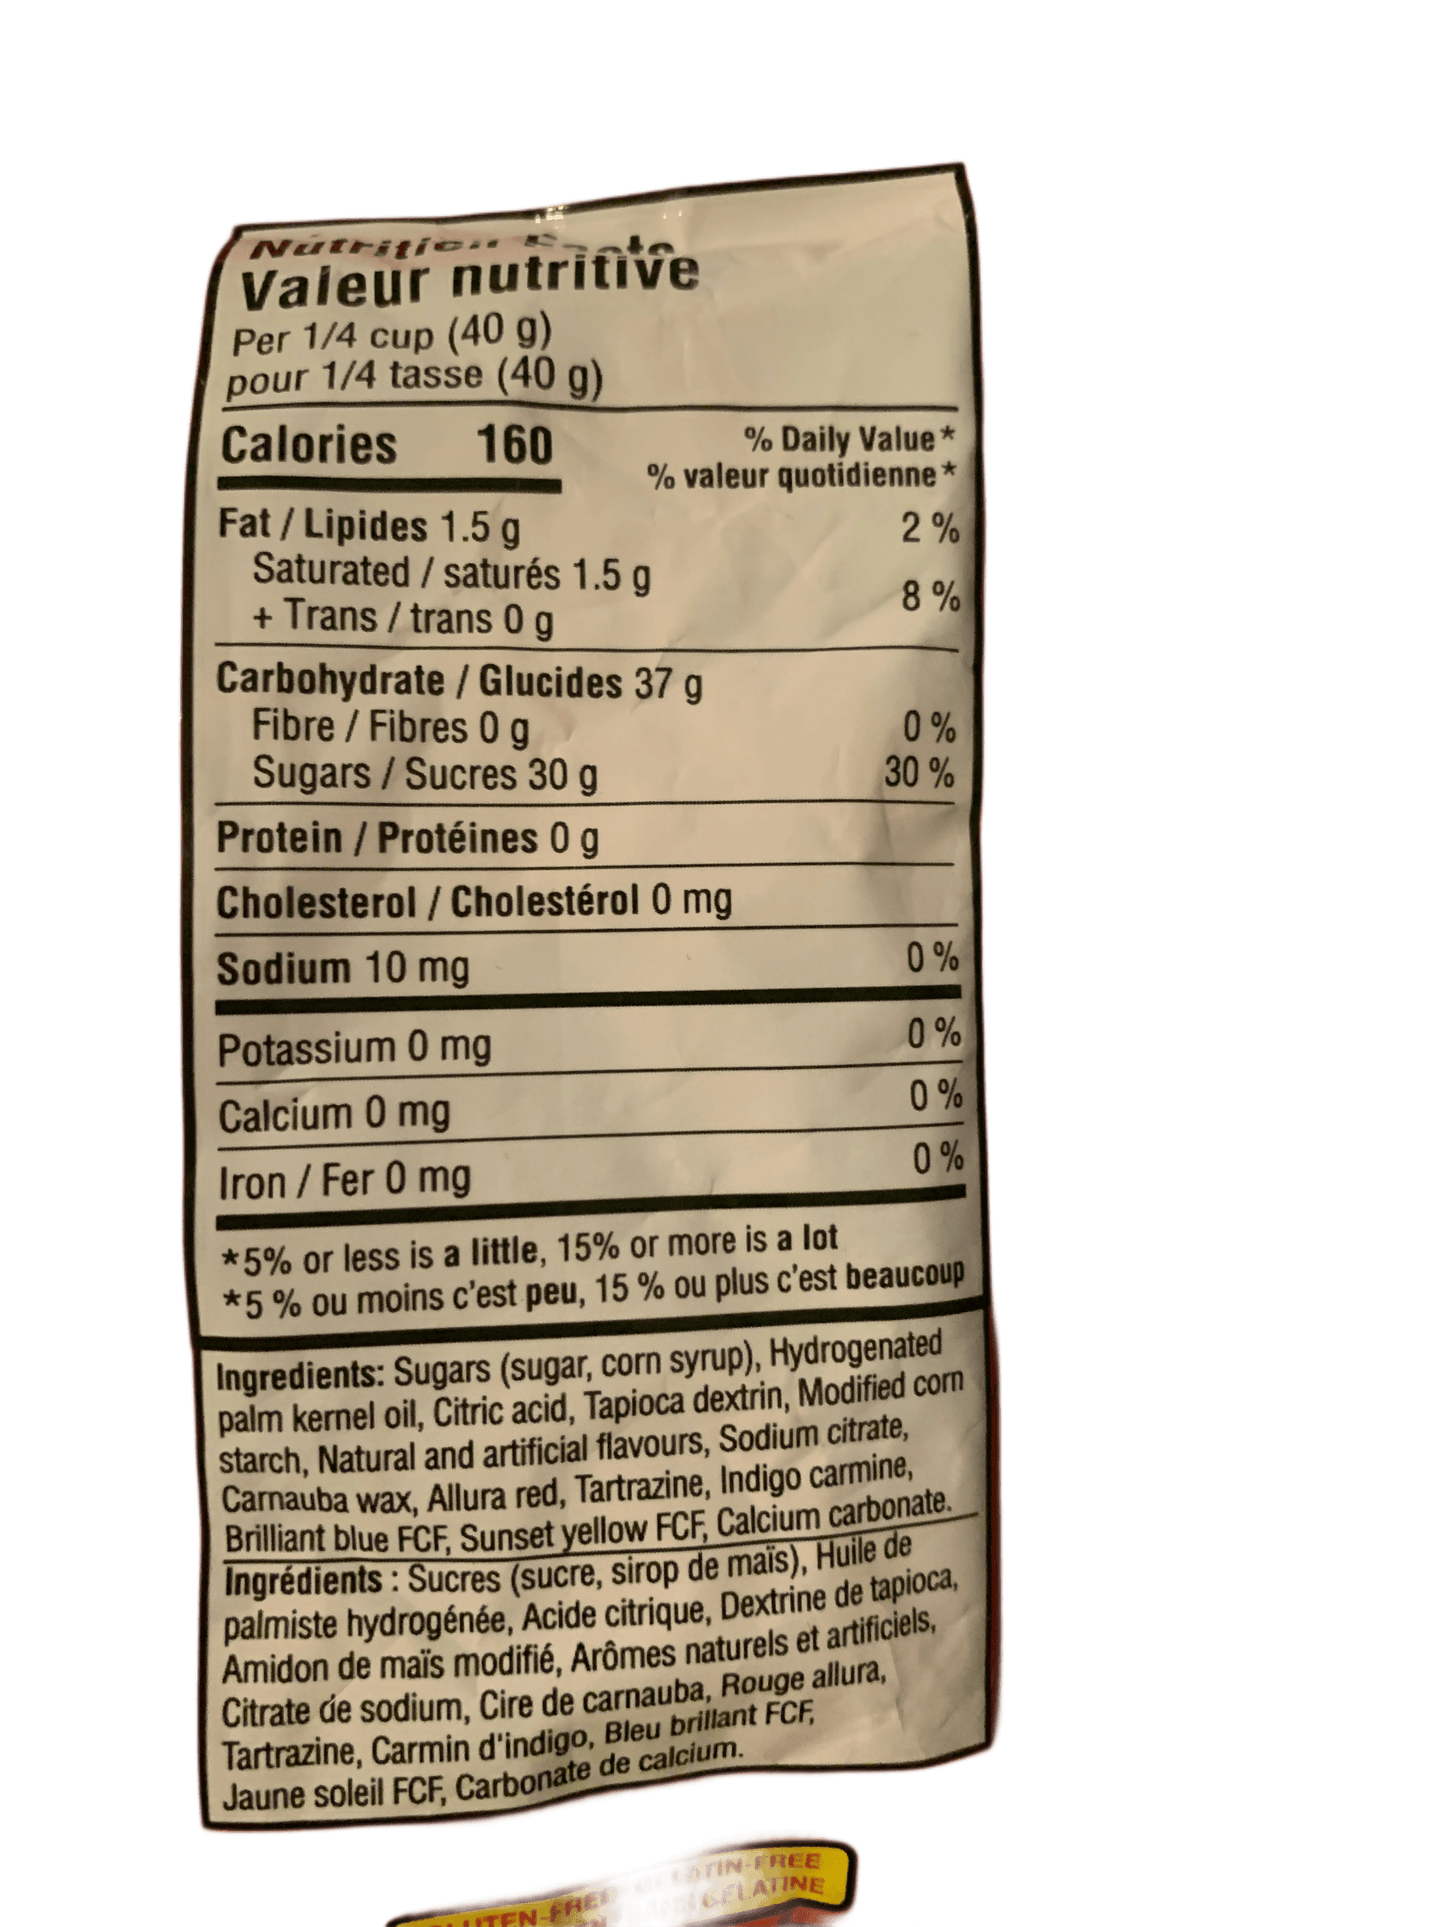 Nutrition Facts
Valeur nutritive
Per 1/4 cup (40 g)
pour 1/4 tasse (40 g)
Calories 160
% Daily Value*
% valeur quotidienne*
Fat / Lipides 1.5 g 2 %
Saturated / saturés 1.5 g
+ Trans / trans 0 g 8 %
Carbohydrate / Glucides 37 g
Fibre / Fibres 0 g 0 %
Sugars / Sucres 30 g 30 %
Protein / Protéines 0 g
Cholesterol / Cholestérol 0 mg
Sodium 10 mg 0 %
Potassium 0 mg 0 %
Calcium 0 mg 0 %
Iron / Fer 0 mg 0 %
*5% or less is a little, 15% or more is a lot
*5 % ou moins c'est peu, 15 % ou plus c'est beaucoup
Ingredients: Sugars (sugar, corn syrup), Hydrogenated
palm kernel oil, Citric acid, Tapioca dextrin, Modified corn
starch, Natural and artificial flavours, Sodium citrate,
Carnauba wax, Allura red, Tartrazine, Indigo carmine,
Brilliant blue FCF, Sunset yellow FCF, Calcium carbonate.
Ingrédients : Sucres (sucre, sirop de maïs), Huile de
palmiste hydrogénée, Acide citrique, Dextrine de tapioca,
Amidon de maïs modifié, Arômes naturels et artificiels,
Citrate de sodium, Cire de carnauba, Rouge allura,
Tartrazine, Carmin d'indigo, Bleu brillant FCF,
Jaune soleil FCF, Carbonate de calcium.
GLUTEN-FREE GELATIN-FREE
GELATINE